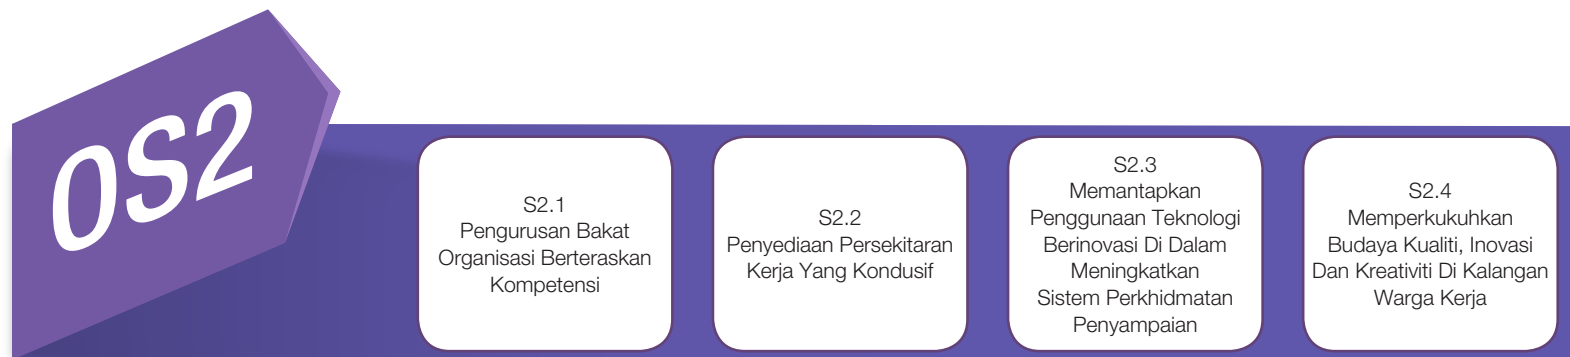 OS2
S2.1
Pengurusan Bakat
Organisasi Berteraskan
Kompetensi
S2.2
Penyediaan Persekitaran
Kerja Yang Kondusif
S2.3
Memantapkan
Penggunaan Teknologi
Berinovasi Di Dalam
Meningkatkan
Sistem Perkhidmatan
Penyampaian
S2.4
Memperkukuhkan
Budaya Kualiti, Inovasi
Dan Kreativiti Di Kalangan
Warga Kerja